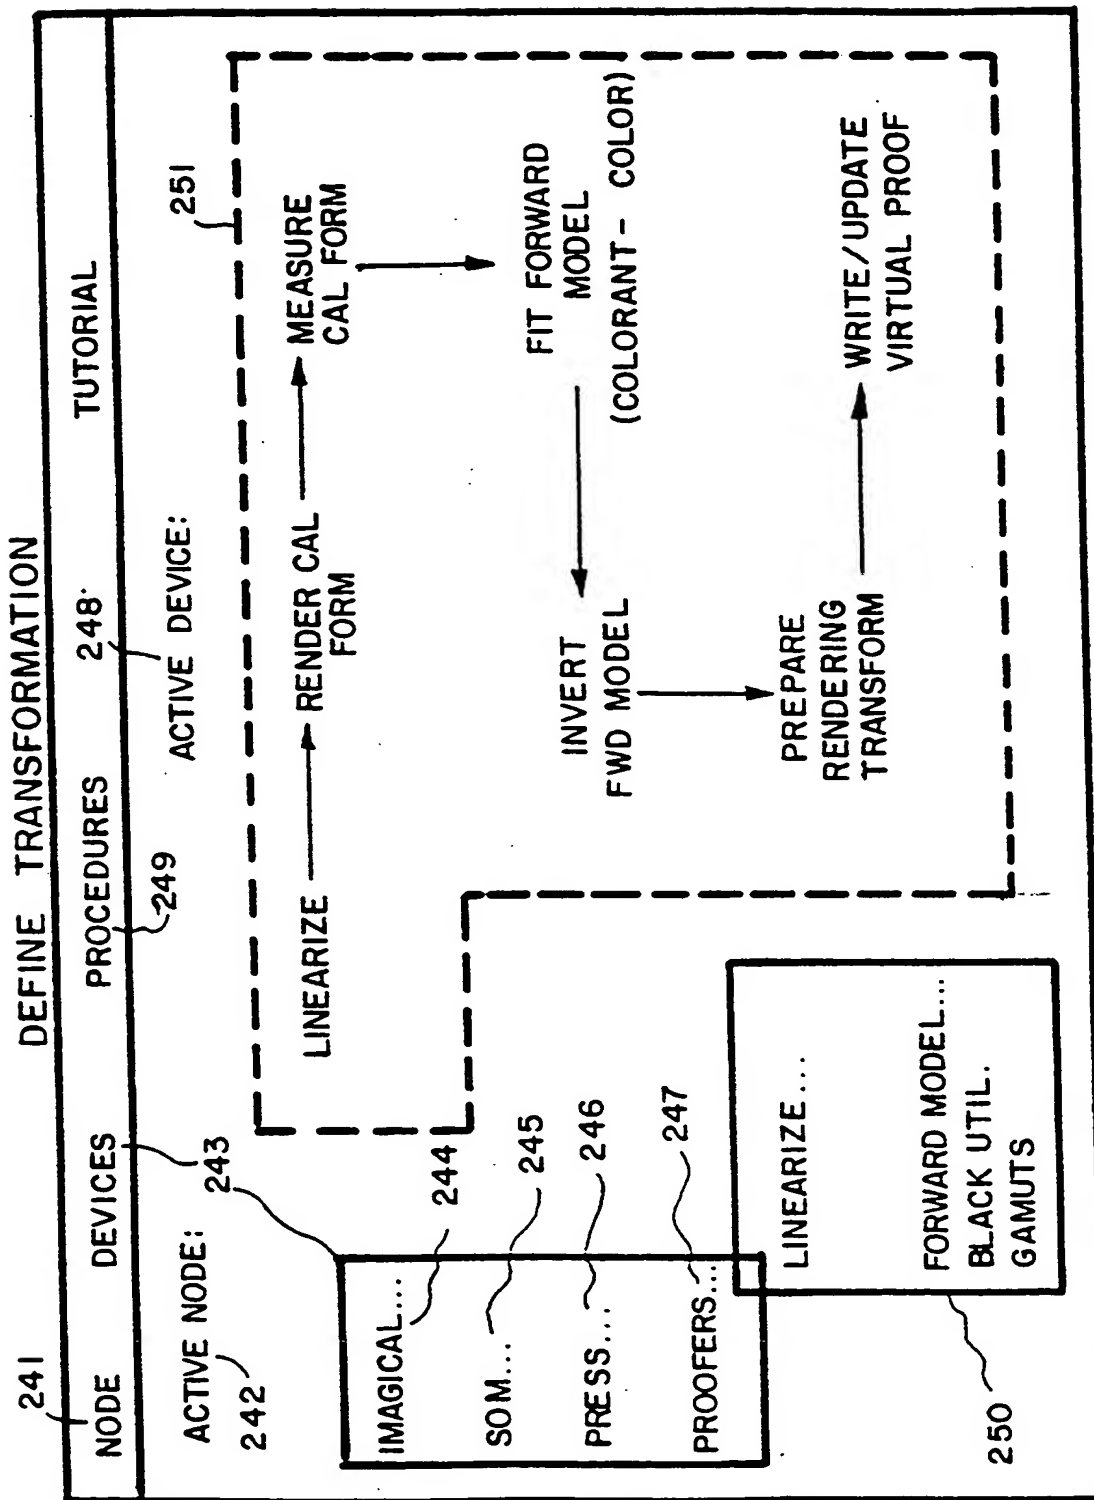 DEFINE TRANSFORMATION
241
NODE DEVICES PROCEDURES TUTORIAL
249
248
ACTIVE NODE:
242
243
ACTIVE DEVICE:
251
IMAGICAL...
244
SOM...
245
PRESS...
246
PROOFERS...
247
LINEARIZE...
FORWARD MODEL...
BLACK UTIL.
GAMUTS
250
LINEARIZE
RENDER CAL
FORM
MEASURE
CAL FORM
FIT FORWARD
MODEL
(COLORANT- COLOR)
INVERT
FWD MODEL
PREPARE
RENDERING
TRANSFORM
WRITE/UPDATE
VIRTUAL PROOF